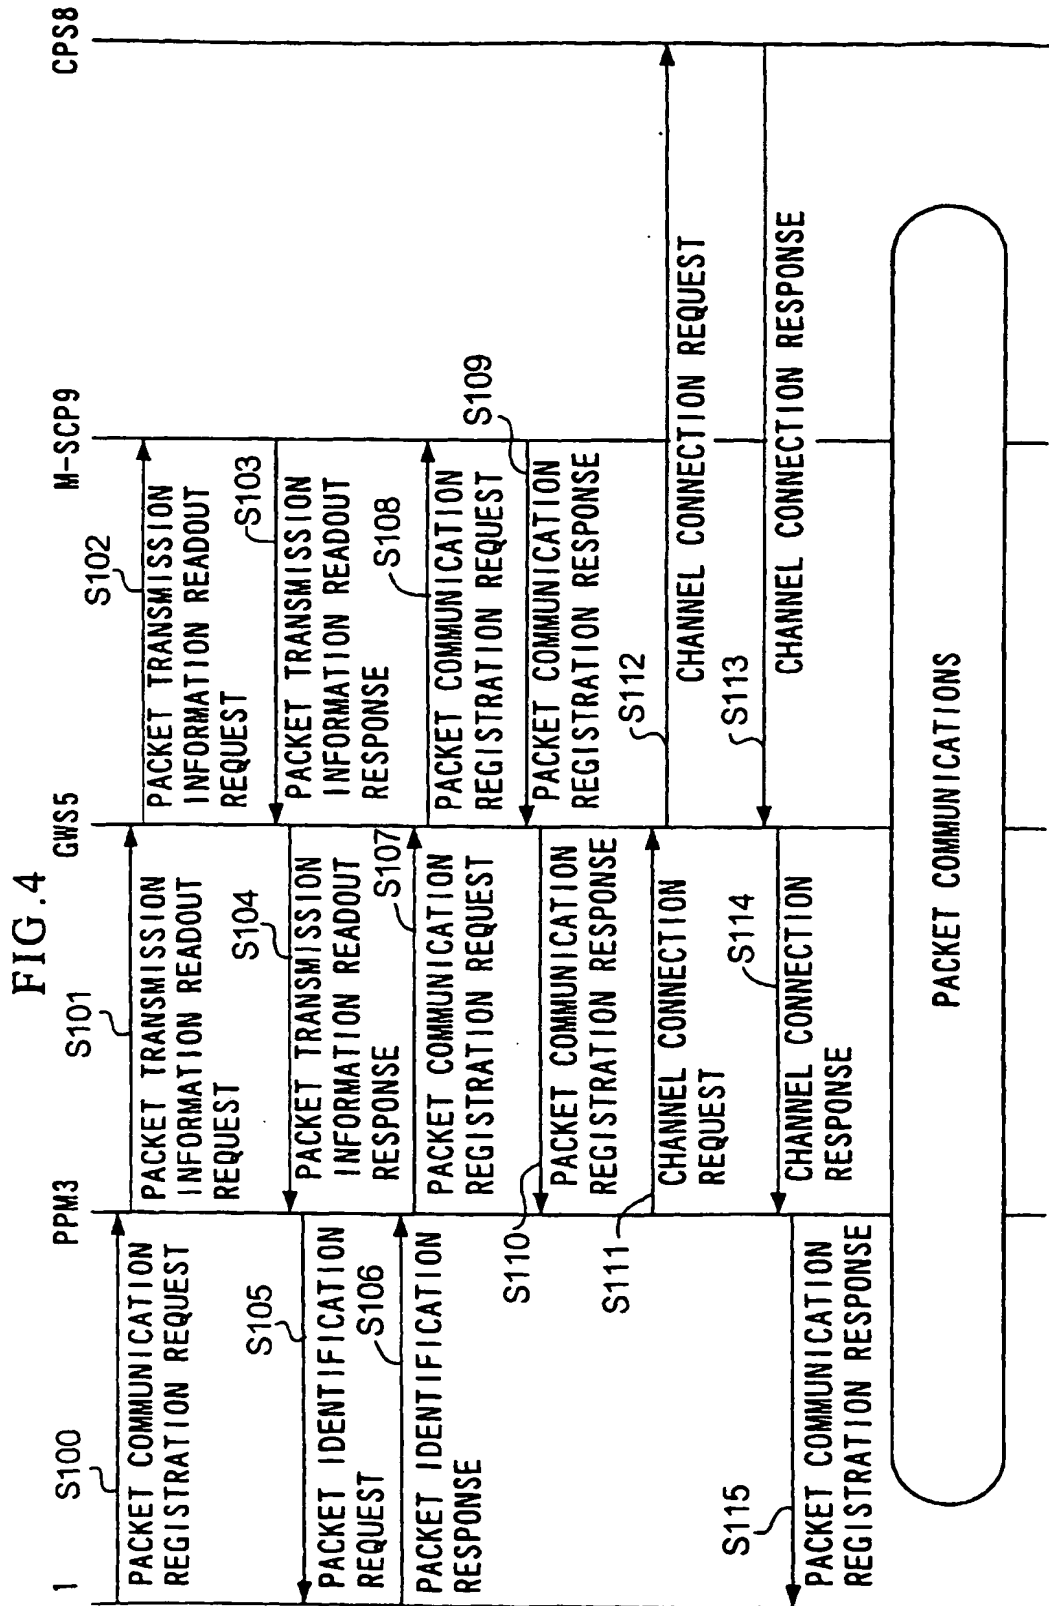 FIG.4
1
PPM3
GWS5
M-SCP9
CPS8
S100
PACKET COMMUNICATION
REGISTRATION REQUEST
S101
PACKET TRANSMISSION
INFORMATION READOUT
REQUEST
S102
PACKET TRANSMISSION
INFORMATION READOUT
REQUEST
S103
PACKET TRANSMISSION
INFORMATION READOUT
RESPONSE
S104
PACKET TRANSMISSION
INFORMATION READOUT
RESPONSE
S105
PACKET IDENTIFICATION
REQUEST
S106
PACKET IDENTIFICATION
RESPONSE
S107
PACKET COMMUNICATION
REGISTRATION REQUEST
S108
PACKET COMMUNICATION
REGISTRATION REQUEST
S109
PACKET COMMUNICATION
REGISTRATION RESPONSE
S110
PACKET COMMUNICATION
REGISTRATION RESPONSE
S111
CHANNEL CONNECTION
REQUEST
S112
CHANNEL CONNECTION REQUEST
S113
CHANNEL CONNECTION RESPONSE
S114
CHANNEL CONNECTION
RESPONSE
S115
PACKET COMMUNICATION
REGISTRATION RESPONSE
PACKET COMMUNICATIONS